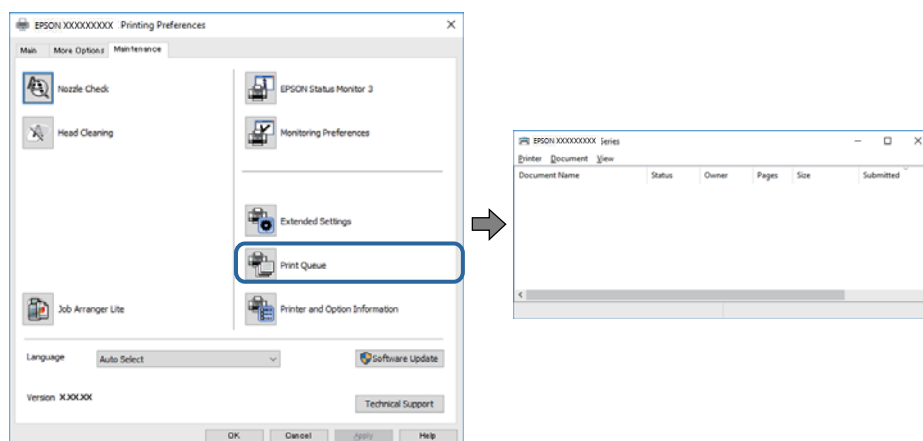 EPSON XXXXXXXXX Printing Preferences
Main More Options Maintenance
Nozzle Check
EPSON Status Monitor 3
Head Cleaning
Monitoring Preferences
Extended Settings
Print Queue
Job Arranger Lite
Printer and Option Information
Language Auto Select Software Update
Version X.XX.XX
Technical Support
OK Cancel Apply Help
EPSON XXXXXXXXX Series
Printer Document View
Document Name Status Owner Pages Size Submitted